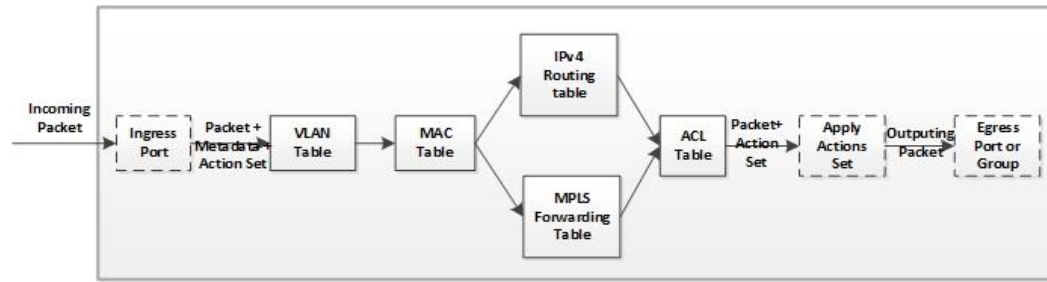 Incoming
Packet
Ingress
Port
Packet +
Metadata +
Action Set
VLAN
Table
MAC
Table
IPv4
Routing
table
MPLS
Forwarding
Table
ACL
Table
Packet+
Action
Set
Apply
Actions
Set
Outputing
Packet
Egress
Port or
Group